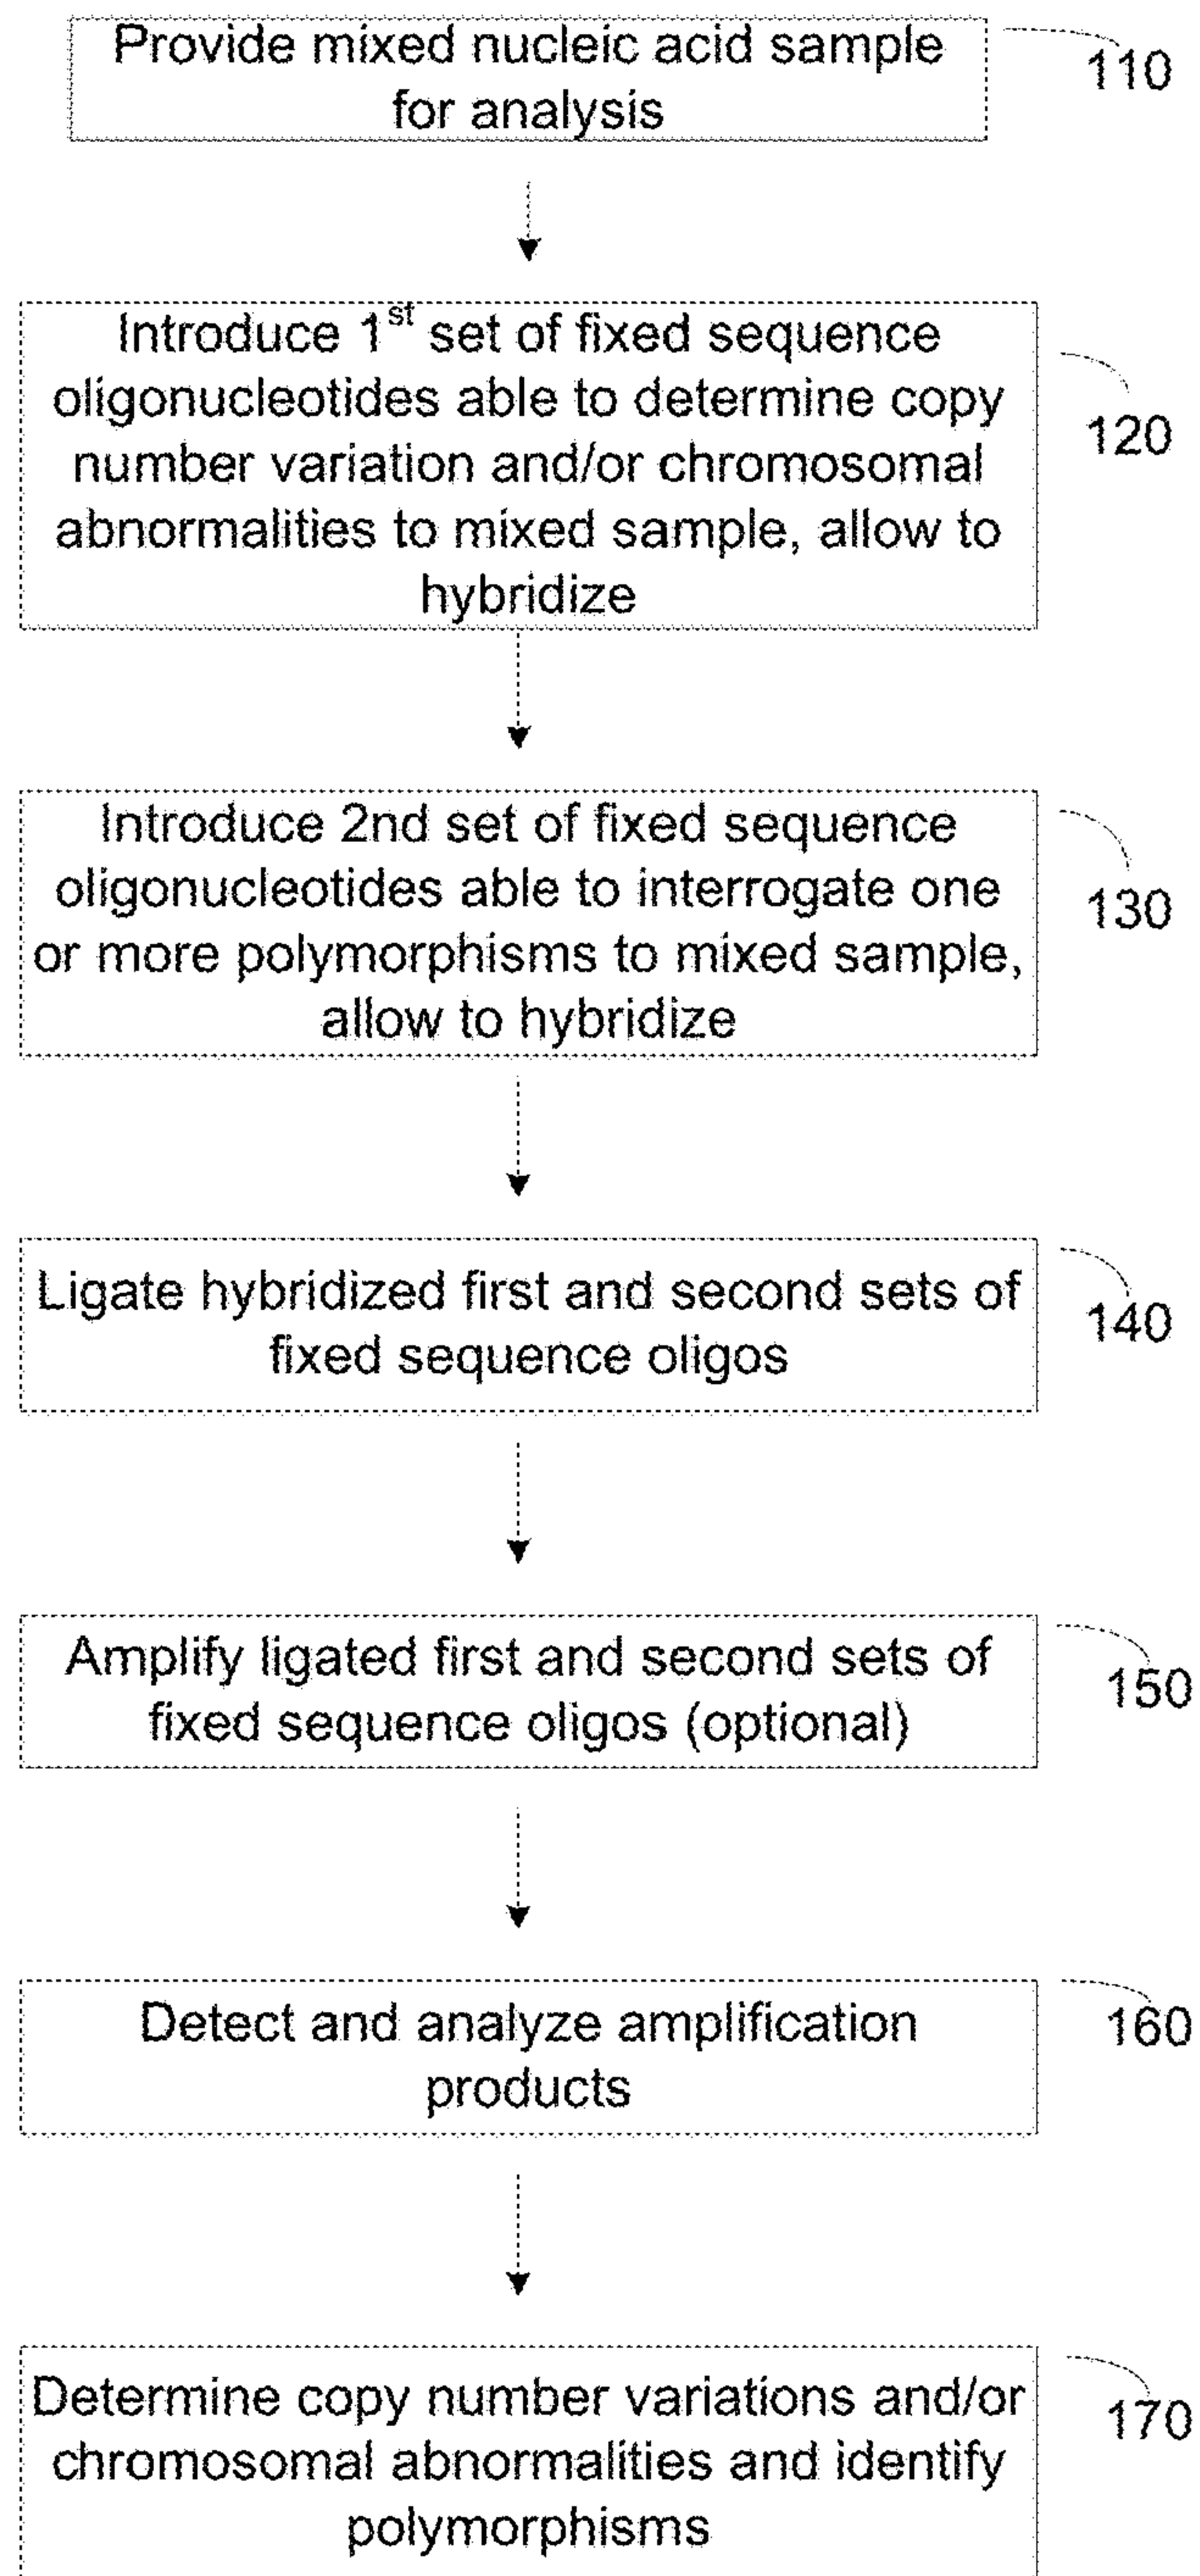 Provide mixed nucleic acid sample
for analysis
110
Introduce 1st set of fixed sequence
oligonucleotides able to determine copy
number variation and/or chromosomal
abnormalities to mixed sample, allow to
hybridize
120
Introduce 2nd set of fixed sequence
oligonucleotides able to interrogate one
or more polymorphisms to mixed sample,
allow to hybridize
130
Ligate hybridized first and second sets of
fixed sequence oligos
140
Amplify ligated first and second sets of
fixed sequence oligos (optional)
150
Detect and analyze amplification
products
160
Determine copy number variations and/or
chromosomal abnormalities and identify
polymorphisms
170